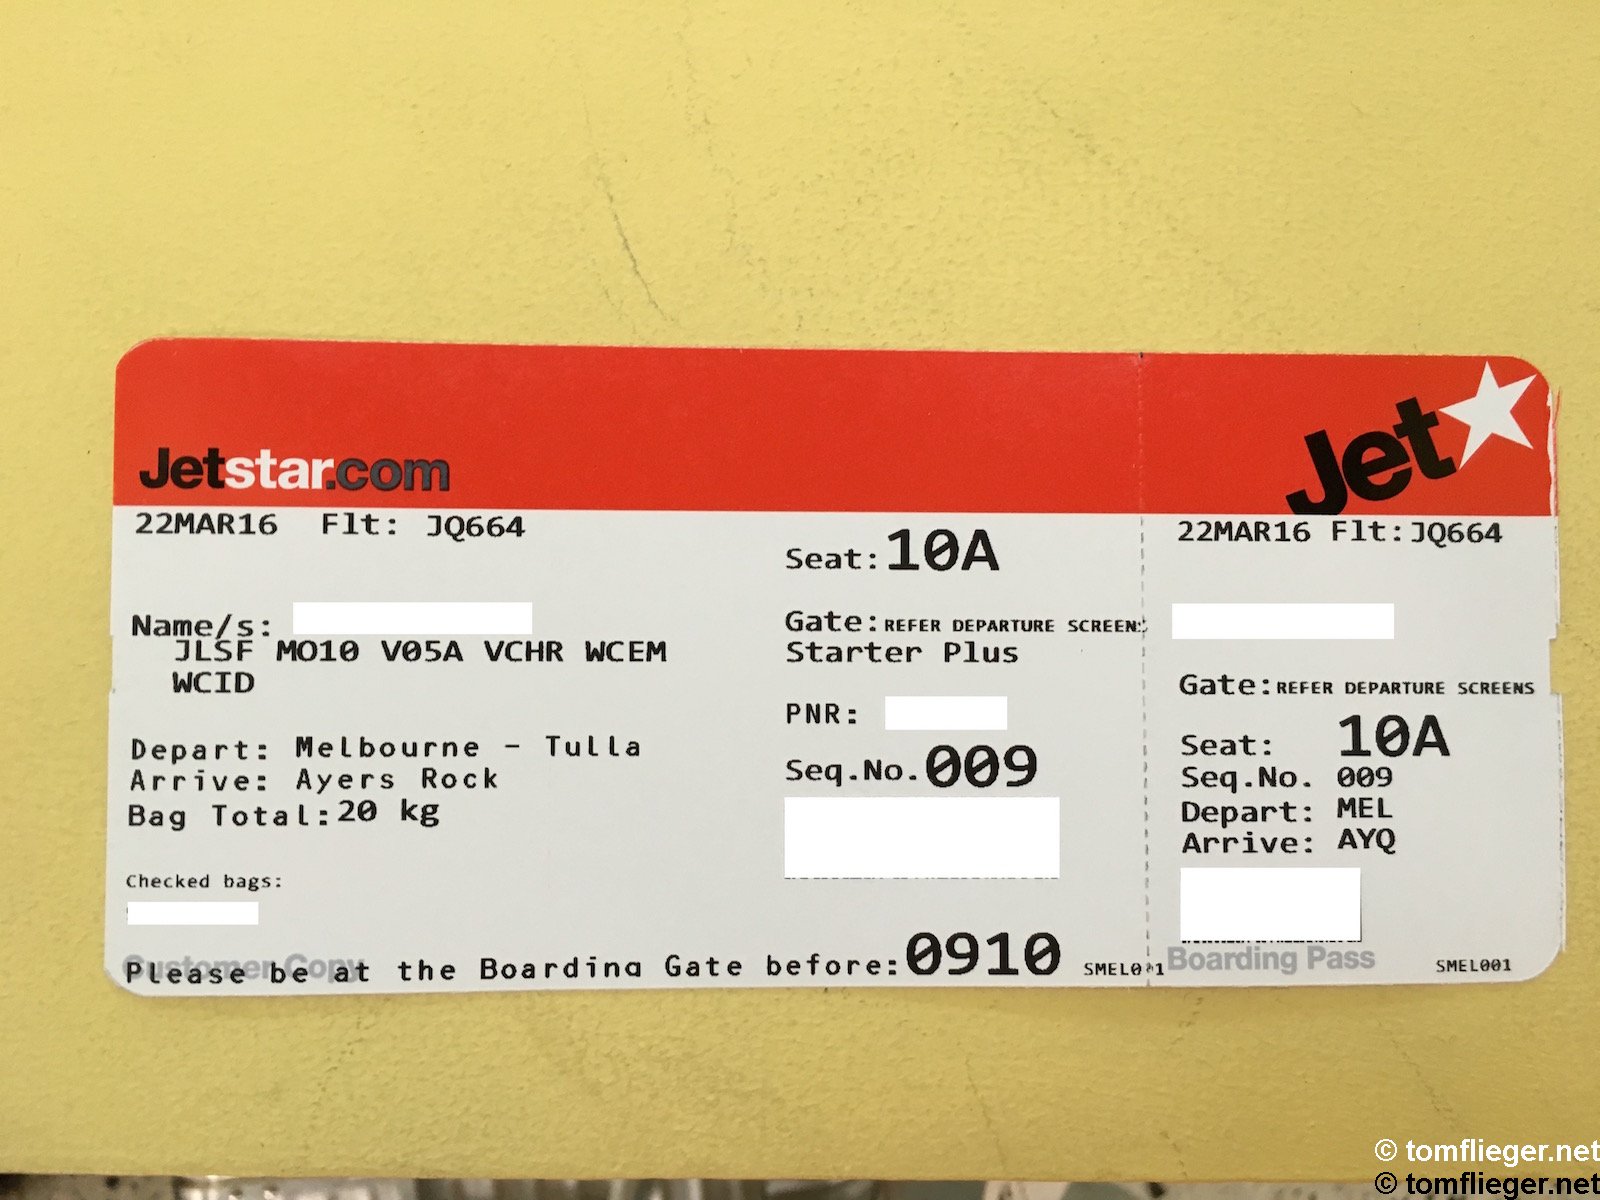 Jetstar.com
Jet
22MAR16 Flt: JQ664
Seat: 10A
Name/s:
JLSF MO10 V05A VCHR WCEM
WCID
Gate: REFER DEPARTURE SCREENS
Starter Plus
PNR:
Depart: Melbourne - Tulla
Arrive: Ayers Rock
Bag Total: 20 kg
Seq.No. 009
Checked bags:
Customer Copy
Please be at the Boarding Gate before: 0910
SMEL001
22MAR16 Flt: JQ664
Gate: REFER DEPARTURE SCREENS
Seat: 10A
Seq.No. 009
Depart: MEL
Arrive: AYQ
Boarding Pass
SMEL001
© tomflieger.net
© tomflieger.net